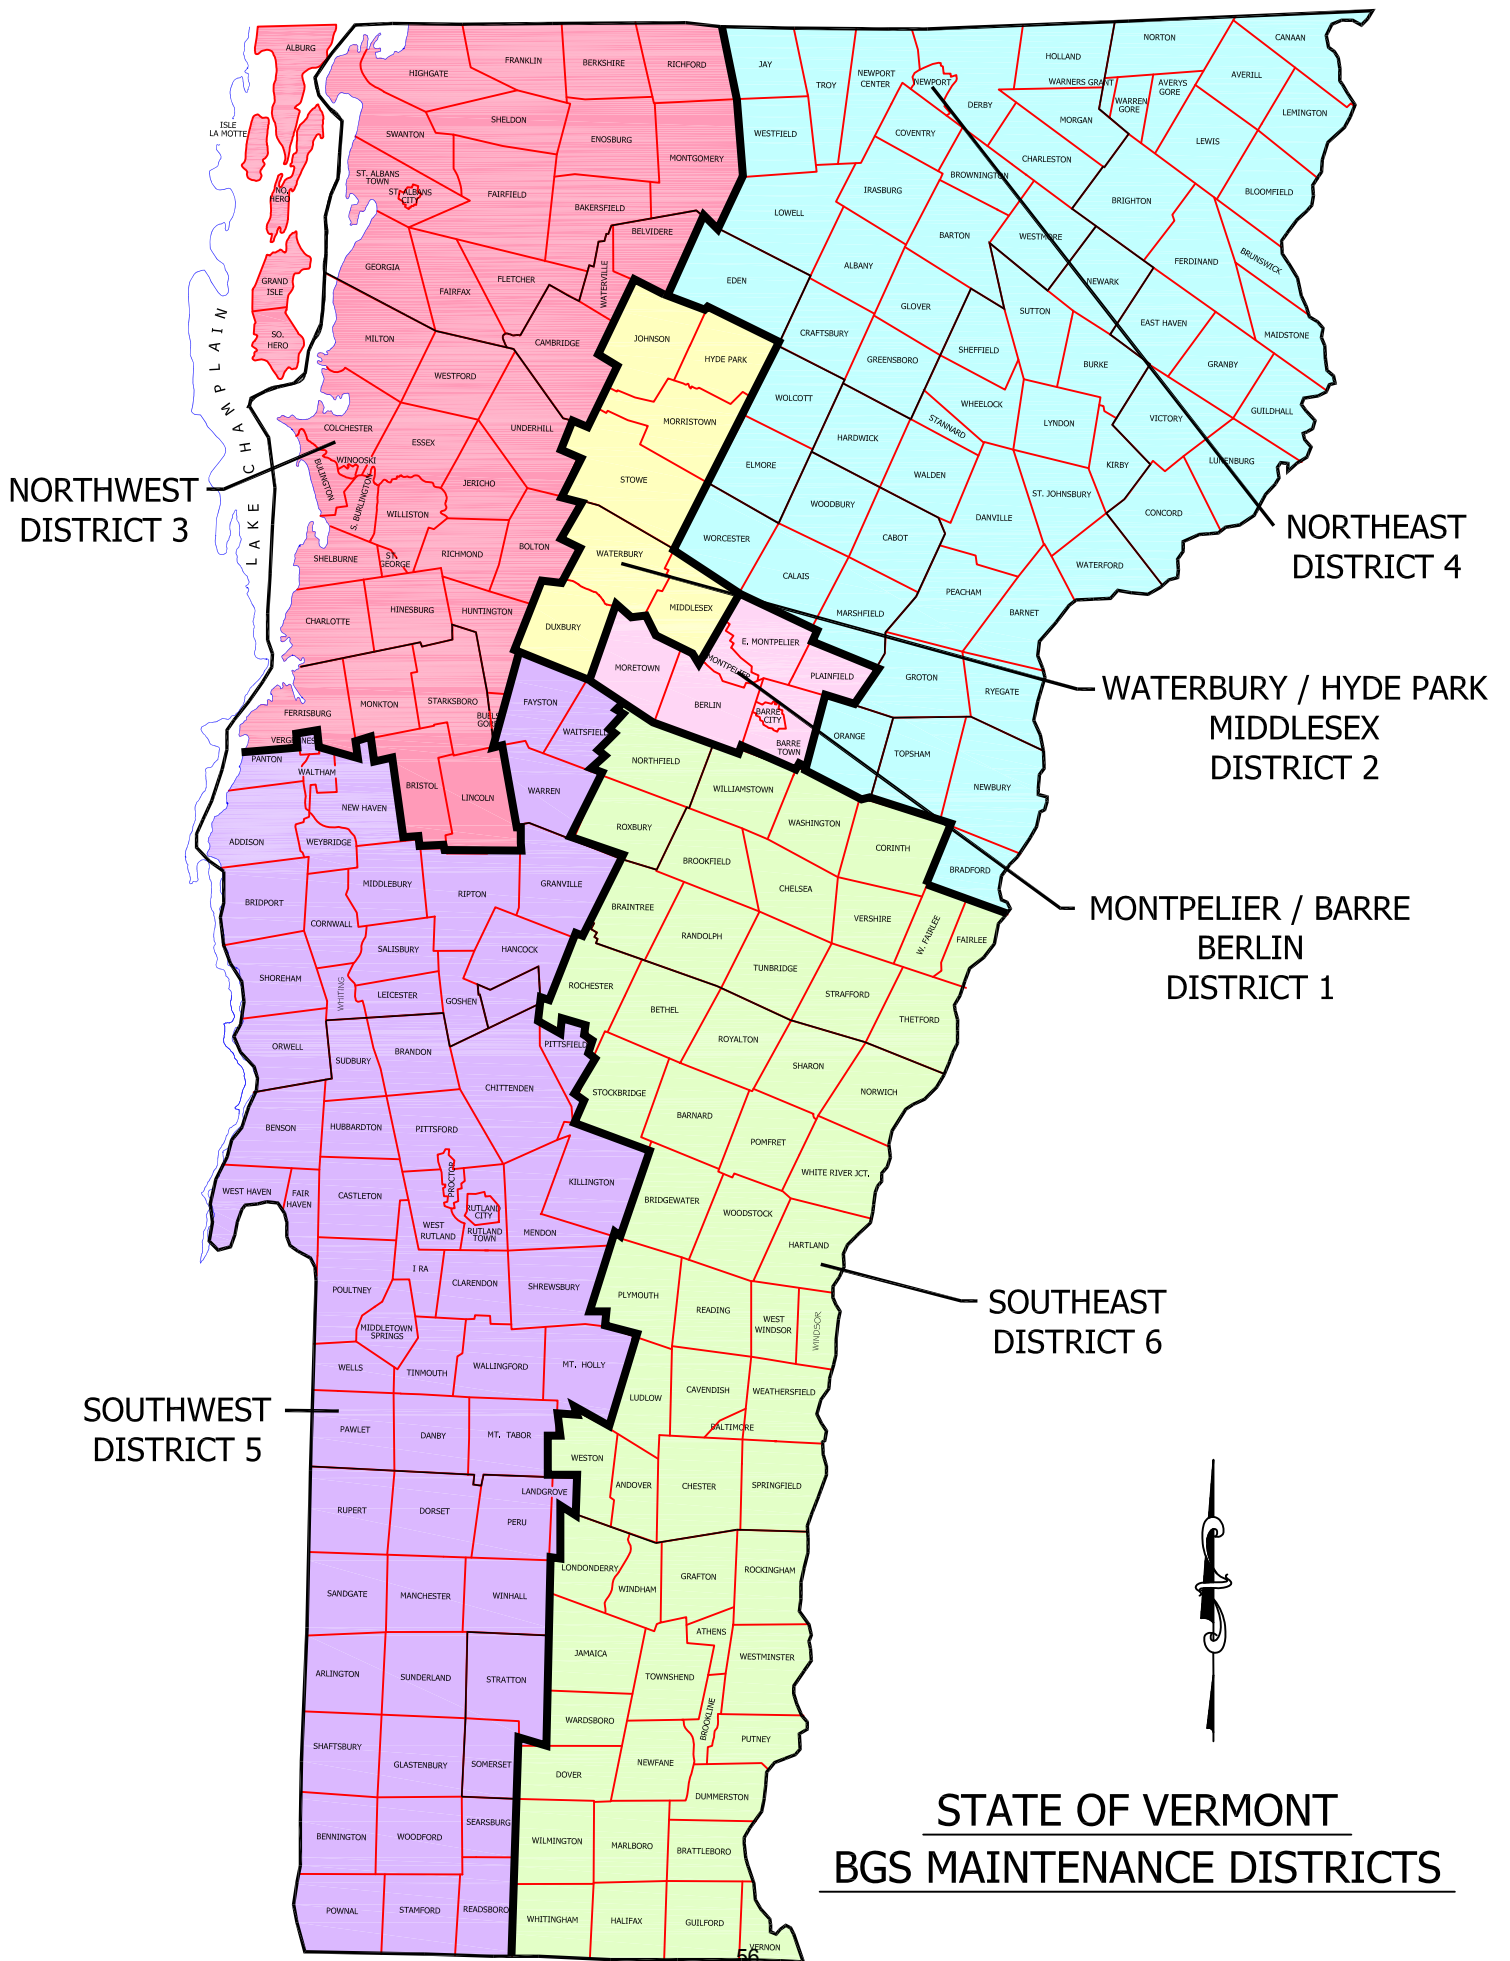 ALBURG
ISLE
LA MOTTE
NO.
HERO
GRAND
ISLE
SO.
HERO
LAKE CHAMPLAIN
HIGHGATE
FRANKLIN
BERKSHIRE
RICHFORD
SWANTON
SHELDON
ENOSBURG
MONTGOMERY
ST. ALBANS
TOWN
ST. ALBANS
CITY
FAIRFIELD
BAKERSFIELD
BELVIDERE
WATERVILLE
GEORGIA
FAIRFAX
FLETCHER
CAMBRIDGE
MILTON
WESTFORD
UNDERHILL
COLCHESTER
ESSEX
WINOOSKI
BULINGTON
S. BURLINGTON
JERICHO
WILLISTON
SHELBURNE
ST.
GEORGE
RICHMOND
BOLTON
HINESBURG
HUNTINGTON
CHARLOTTE
MONKTON
STARKSBORO
BUELS
GORE
FERRISBURG
VERGENNES
BRISTOL
LINCOLN
JAY
TROY
NEWPORT
CENTER
NEWPORT
DERBY
HOLLAND
NORTON
CANAAN
WARNERS GRANT
WARREN
GORE
AVERYS
GORE
AVERILL
LEMINGTON
MORGAN
WESTFIELD
COVENTRY
CHARLESTON
LEWIS
BLOOMFIELD
LOWELL
IRASBURG
BROWNINGTON
BRIGHTON
BARTON
WESTMORE
FERDINAND
BRUNSWICK
EDEN
ALBANY
GLOVER
NEWARK
SUTTON
EAST HAVEN
MAIDSTONE
CRAFTSBURY
GREENSBORO
SHEFFIELD
BURKE
GRANBY
GUILDHALL
WOLCOTT
HARDWICK
STANNARD
WHEELOCK
LYNDON
VICTORY
LUNENBURG
ELMORE
WALDEN
KIRBY
WOODBURY
ST. JOHNSBURY
CONCORD
DANVILLE
WORCESTER
CABOT
WATERFORD
CALAIS
PEACHAM
BARNET
MARSHFIELD
GROTON
RYEGATE
ORANGE
TOPSHAM
NEWBURY
BRADFORD
JOHNSON
HYDE PARK
MORRISTOWN
STOWE
WATERBURY
MIDDLESEX
DUXBURY
MORETOWN
E. MONTPELIER
MONTPELIER
PLAINFIELD
BERLIN
BARRE
CITY
BARRE
TOWN
FAYSTON
WAITSFIELD
WARREN
PANTON
WALTHAM
NEW HAVEN
ADDISON
WEYBRIDGE
MIDDLEBURY
RIPTON
GRANVILLE
BRIDPORT
CORNWALL
SALISBURY
HANCOCK
SHOREHAM
WHITING
LEICESTER
GOSHEN
ORWELL
SUDBURY
BRANDON
PITTSFIELD
CHITTENDEN
BENSON
HUBBARDTON
PITTSFORD
PROCTOR
KILLINGTON
WEST HAVEN
FAIR
HAVEN
CASTLETON
RUTLAND
CITY
WEST
RUTLAND
RUTLAND
TOWN
MENDON
IRA
CLARENDON
SHREWSBURY
POULTNEY
MIDDLETOWN
SPRINGS
WELLS
TINMOUTH
WALLINGFORD
MT. HOLLY
PAWLET
DANBY
MT. TABOR
LANDGROVE
RUPERT
DORSET
PERU
SANDGATE
MANCHESTER
WINHALL
ARLINGTON
SUNDERLAND
STRATTON
SHAFTSBURY
GLASTENBURY
SOMERSET
BENNINGTON
WOODFORD
SEARSBURG
POWNAL
STAMFORD
READSBORO
NORTHFIELD
WILLIAMSTOWN
WASHINGTON
CORINTH
ROXBURY
BROOKFIELD
CHELSEA
VERSHIRE
W. FAIRLEE
FAIRLEE
BRAINTREE
RANDOLPH
TUNBRIDGE
STRAFFORD
THETFORD
ROCHESTER
BETHEL
ROYALTON
SHARON
NORWICH
STOCKBRIDGE
BARNARD
POMFRET
WHITE RIVER JCT.
BRIDGEWATER
WOODSTOCK
HARTLAND
PLYMOUTH
READING
WEST
WINDSOR
WINDSOR
LUDLOW
CAVENDISH
WEATHERSFIELD
BALTIMORE
WESTON
ANDOVER
CHESTER
SPRINGFIELD
LONDONDERRY
WINDHAM
GRAFTON
ROCKINGHAM
ATHENS
JAMAICA
TOWNSHEND
WESTMINSTER
WARDSBORO
BROOKLINE
PUTNEY
NEWFANE
DOVER
DUMMERSTON
WILMINGTON
MARLBORO
BRATTLEBORO
WHITINGHAM
HALIFAX
GUILFORD
VERNON
NORTHWEST
DISTRICT 3
NORTHEAST
DISTRICT 4
WATERBURY / HYDE PARK
MIDDLESEX
DISTRICT 2
MONTPELIER / BARRE
BERLIN
DISTRICT 1
SOUTHEAST
DISTRICT 6
SOUTHWEST
DISTRICT 5
STATE OF VERMONT
BGS MAINTENANCE DISTRICTS
56